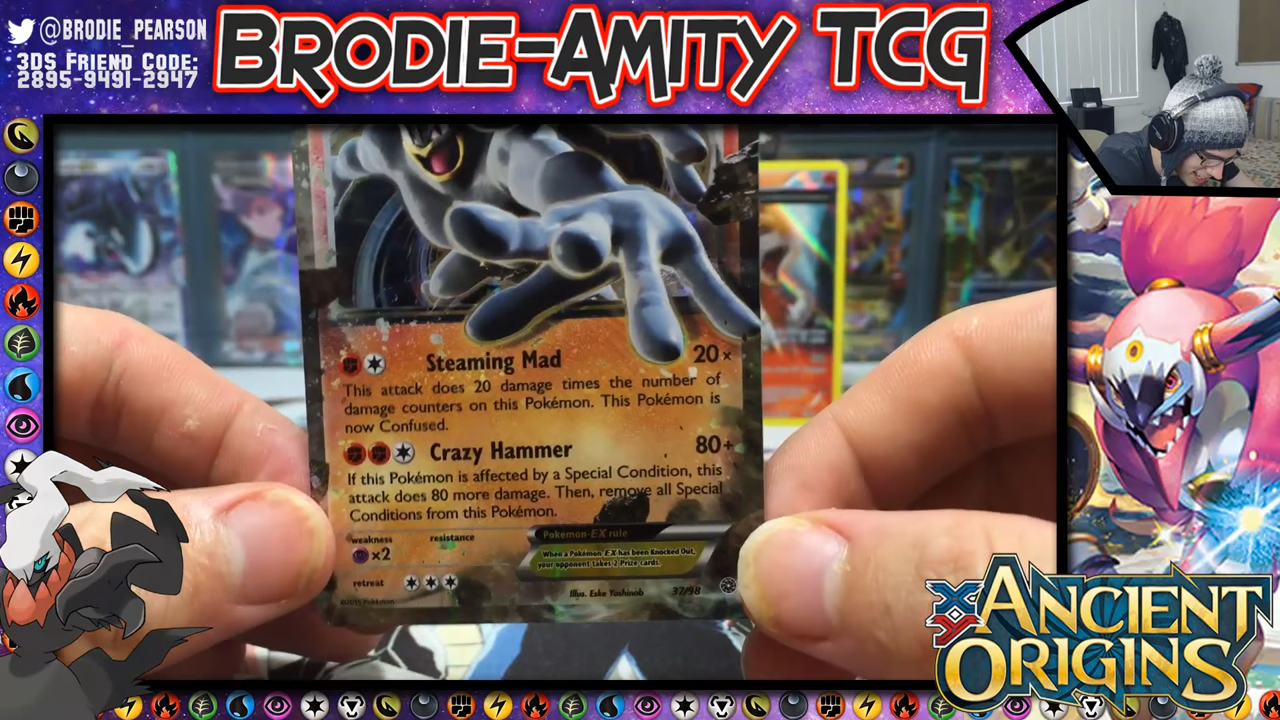 @BRODIE_PEARSON
3DS FRIEND CODE:
2895-9491-2947
BRODIE-AMITY TCG
Steaming Mad 20×
This attack does 20 damage times the number of
damage counters on this Pokémon. This Pokémon is
now Confused.
Crazy Hammer 80+
If this Pokémon is affected by a Special Condition, this
attack does 80 more damage. Then, remove all Special
Conditions from this Pokémon.
weakness resistance
×2
Pokémon-EX rule
When a Pokémon-EX has been Knocked Out,
your opponent takes 2 Prize cards.
retreat
©2015 Pokémon
Illus. Eske Yoshinob 37/98
XY
ANCIENT
ORIGINS